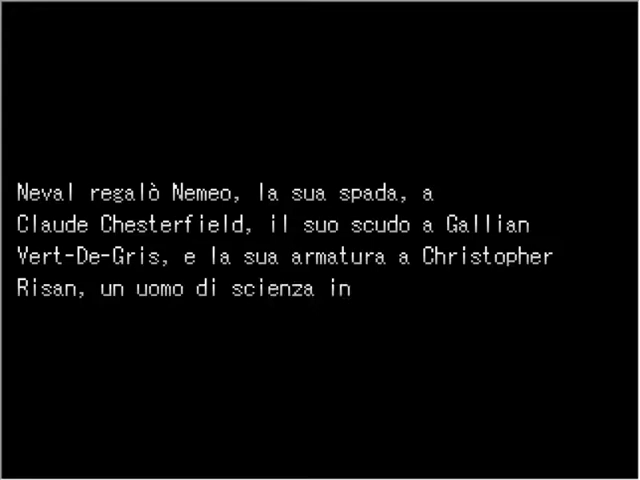 Neval regalò Nemeo, la sua spada, a
Claude Chesterfield, il suo scudo a Gallian
Vert-De-Gris, e la sua armatura a Christopher
Risan, un uomo di scienza in